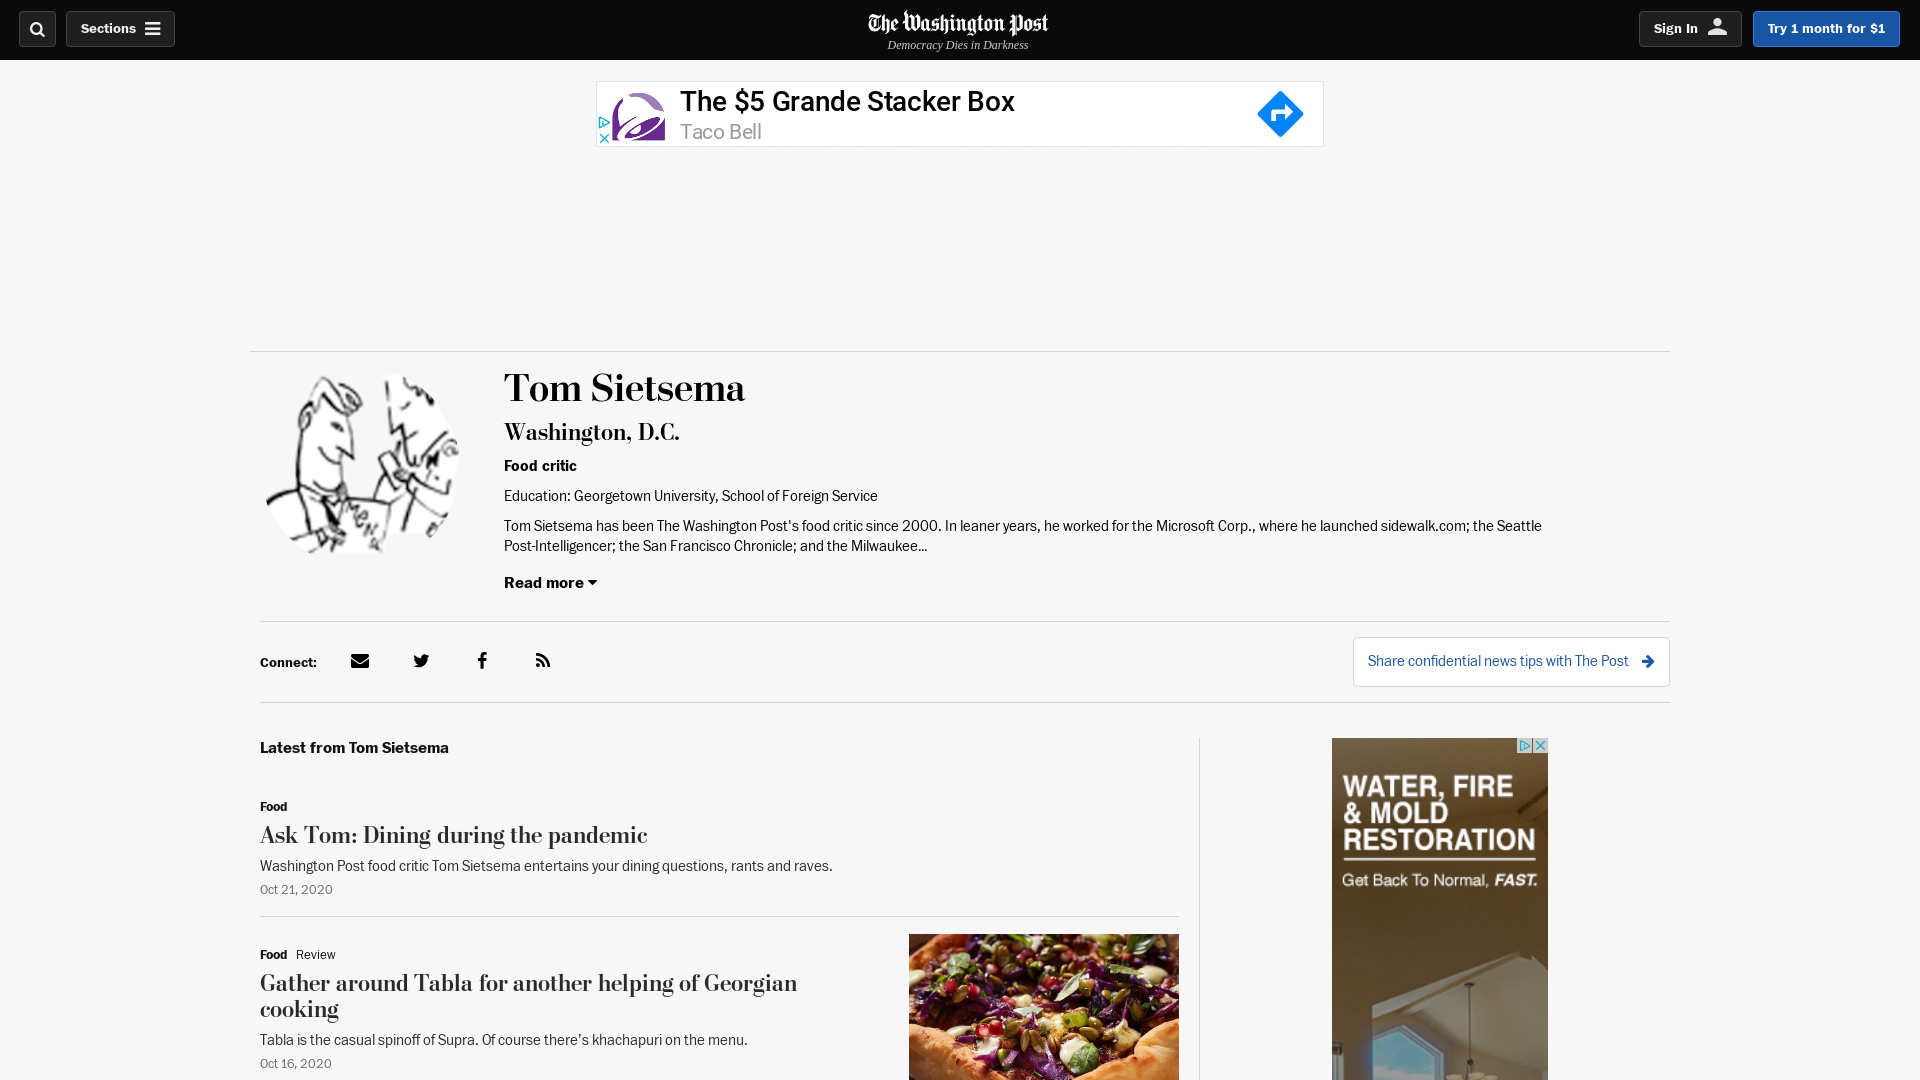 Sections
The Washington Post
Democracy Dies in Darkness
Sign In
Try 1 month for $1
The $5 Grande Stacker Box
Taco Bell
Tom Sietsema
Washington, D.C.
Food critic
Education: Georgetown University, School of Foreign Service
Tom Sietsema has been The Washington Post's food critic since 2000. In leaner years, he worked for the Microsoft Corp., where he launched sidewalk.com; the Seattle
Post-Intelligencer; the San Francisco Chronicle; and the Milwaukee...
Read more
Connect:
Share confidential news tips with The Post
Latest from Tom Sietsema
Food
Ask Tom: Dining during the pandemic
Washington Post food critic Tom Sietsema entertains your dining questions, rants and raves.
Oct 21, 2020
Food Review
Gather around Tabla for another helping of Georgian
cooking
Tabla is the casual spinoff of Supra. Of course there's khachapuri on the menu.
Oct 16, 2020
WATER, FIRE
& MOLD
RESTORATION
Get Back To Normal, FAST.